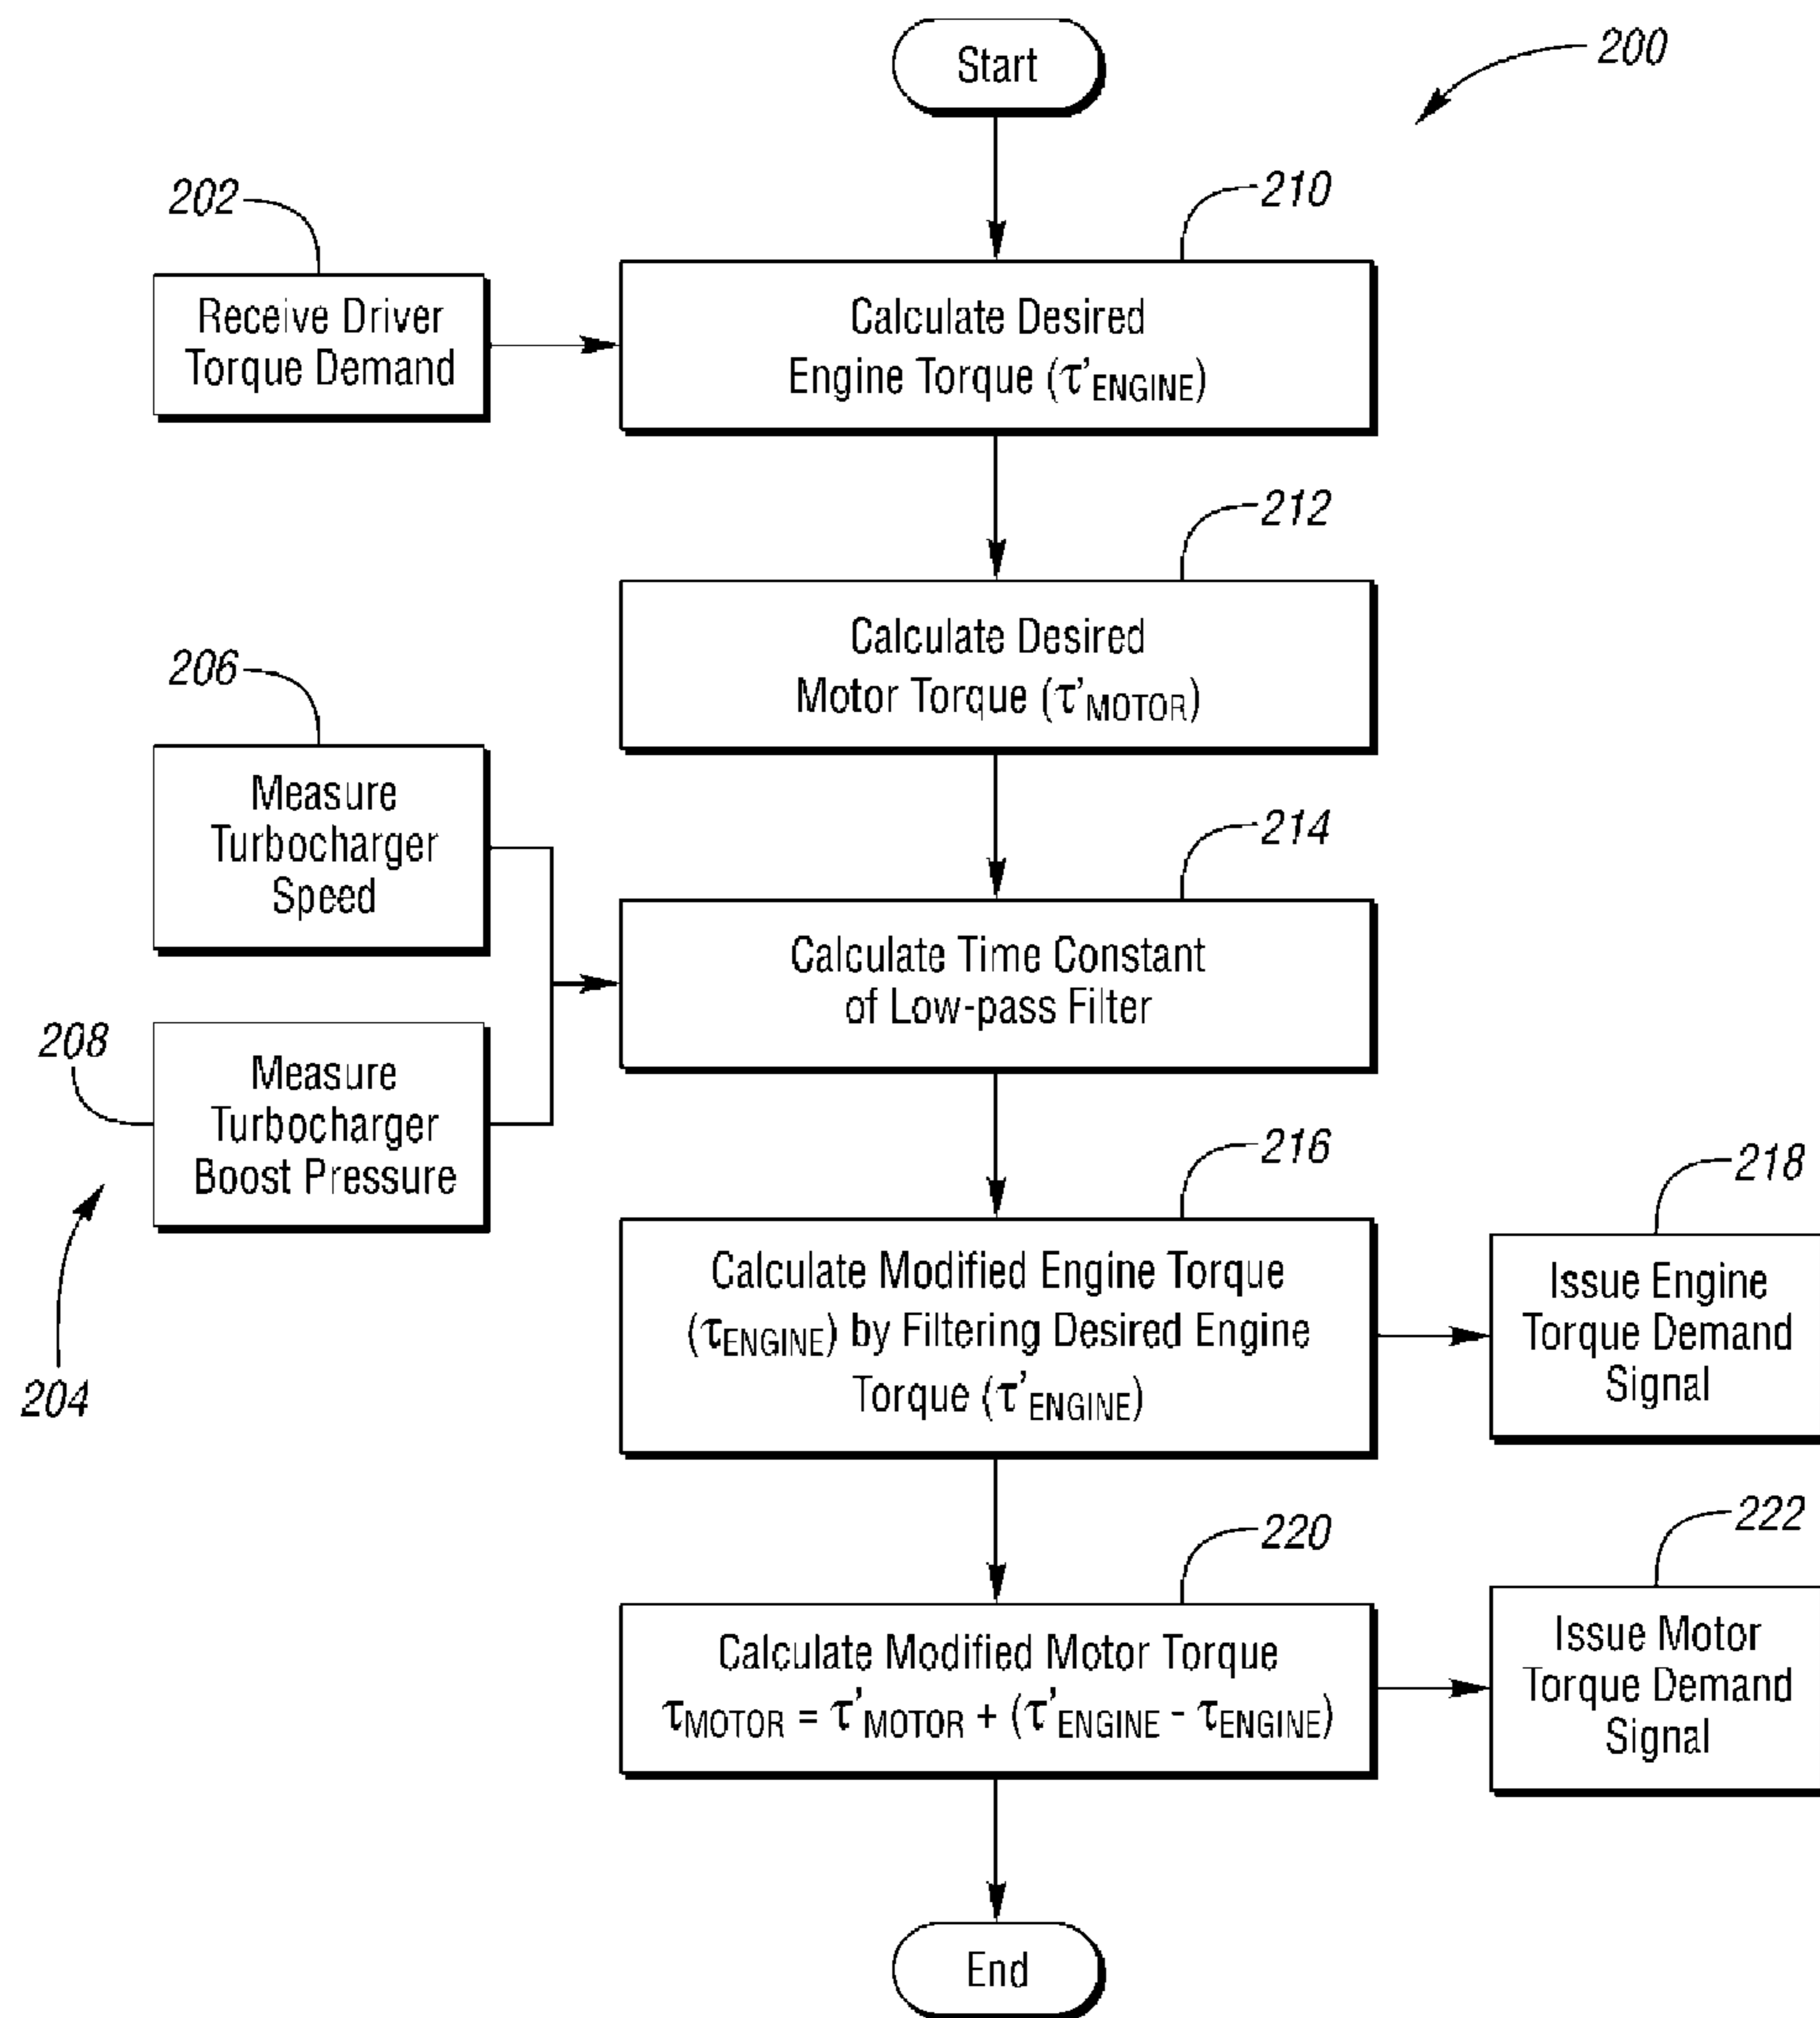 Start
200
202
210
Receive Driver
Torque Demand
Calculate Desired
Engine Torque (τ'ENGINE)
212
Calculate Desired
Motor Torque (τ'MOTOR)
206
Measure
Turbocharger
Speed
214
Calculate Time Constant
of Low-pass Filter
208
Measure
Turbocharger
Boost Pressure
204
216
Calculate Modified Engine Torque
(τENGINE) by Filtering Desired Engine
Torque (τ'ENGINE)
218
Issue Engine
Torque Demand
Signal
220
Calculate Modified Motor Torque
τMOTOR = τ'MOTOR + (τ'ENGINE - τENGINE)
222
Issue Motor
Torque Demand
Signal
End